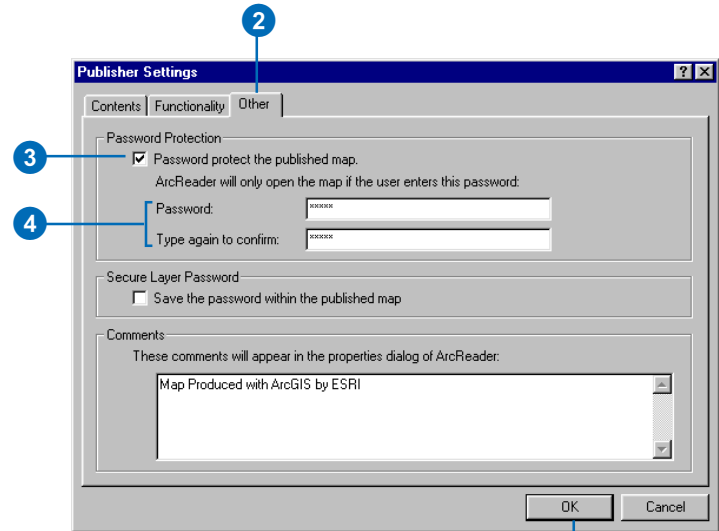 2
Publisher Settings
Contents Functionality Other
Password Protection
3
Password protect the published map.
ArcReader will only open the map if the user enters this password:
4
Password: xxxxx
Type again to confirm: xxxxx
Secure Layer Password
Save the password within the published map
Comments
These comments will appear in the properties dialog of ArcReader:
Map Produced with ArcGIS by ESRI
OK Cancel